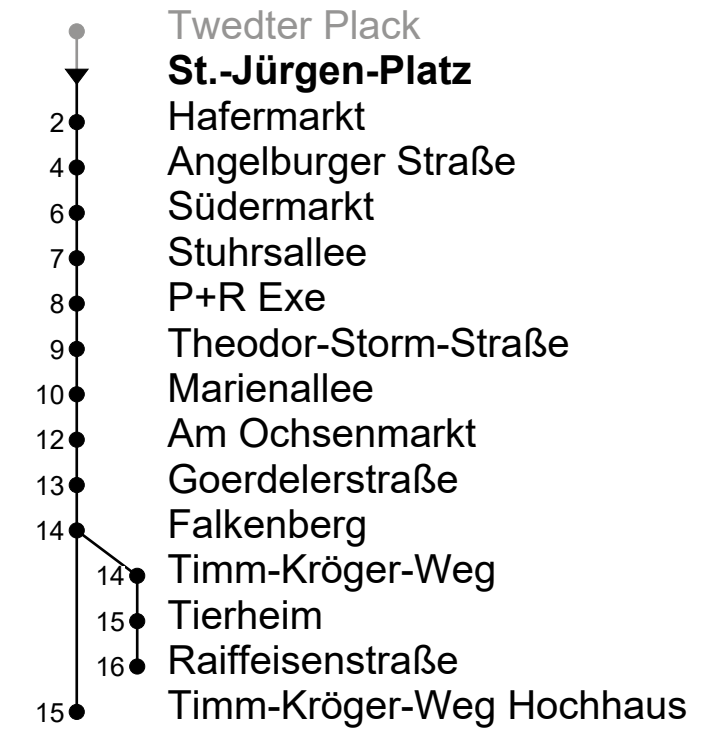 Twedter Plack
St.-Jürgen-Platz
2 Hafermarkt
4 Angelburger Straße
6 Südermarkt
7 Stuhrsallee
8 P+R Exe
9 Theodor-Storm-Straße
10 Marienallee
12 Am Ochsenmarkt
13 Goerdelerstraße
14 Falkenberg
14 Timm-Kröger-Weg
15 Tierheim
16 Raiffeisenstraße
15 Timm-Kröger-Weg Hochhaus